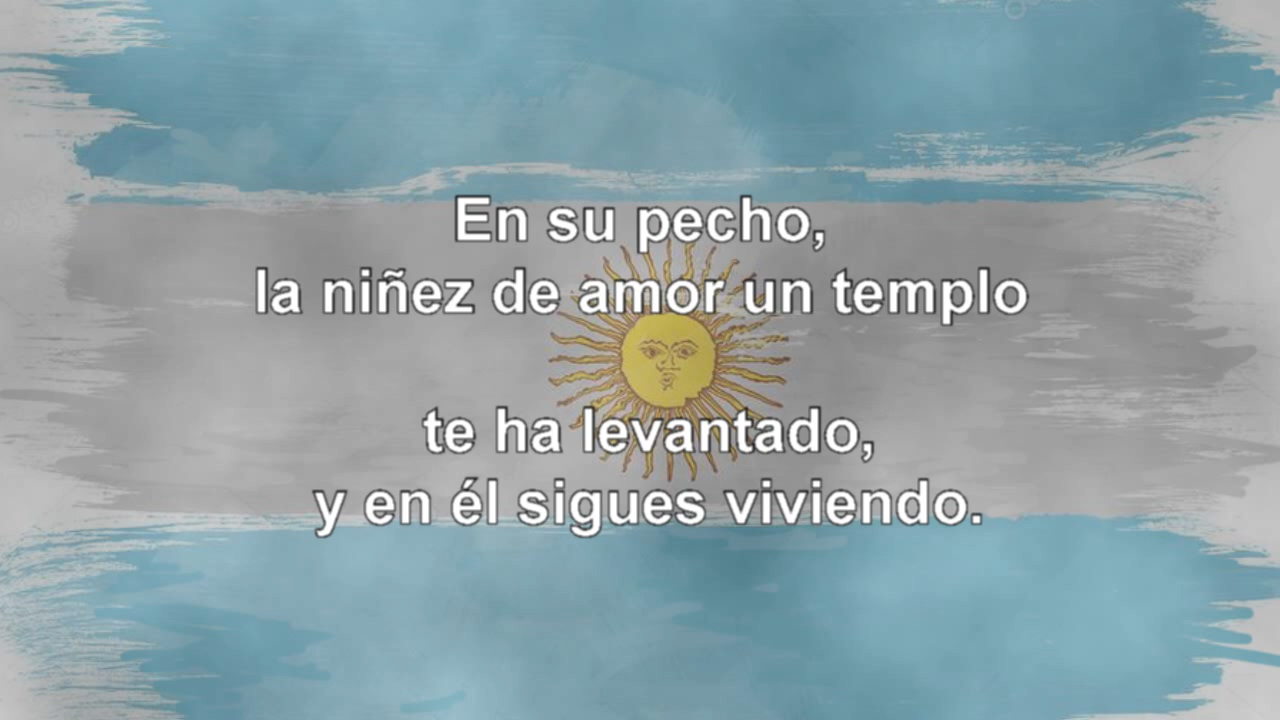 En su pecho,
la niñez de amor un templo
te ha levantado,
y en él sigues viviendo.